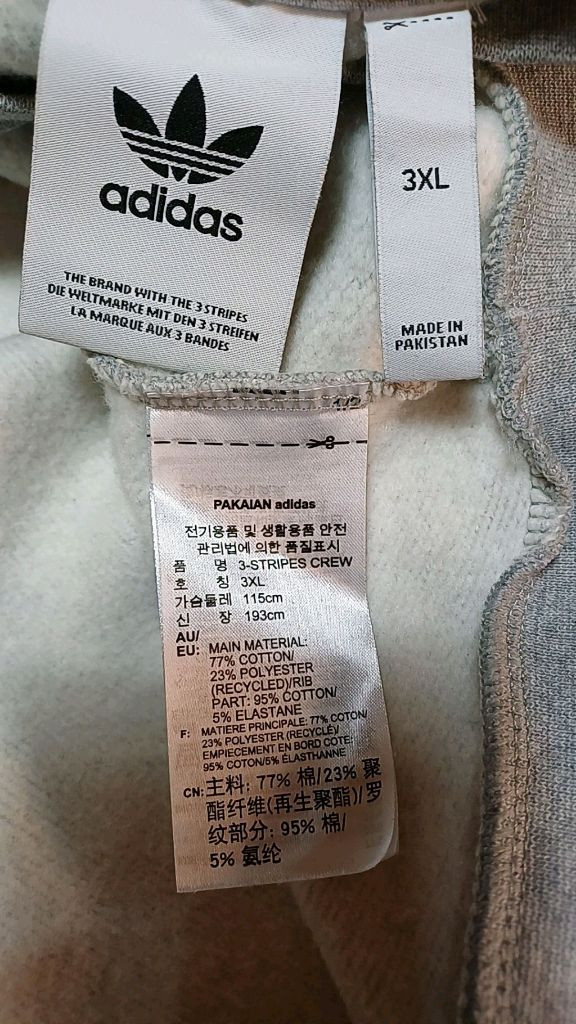 adidas
THE BRAND WITH THE 3 STRIPES
DIE WELTMARKE MIT DEN 3 STREIFEN
LA MARQUE AUX 3 BANDES
3XL
MADE IN
PAKISTAN
PAKAIAN adidas
전기용품 및 생활용품 안전
관리법에 의한 품질표시
품 명 3-STRIPES CREW
호 칭 3XL
가슴둘레 115cm
신 장 193cm
AU/
EU: MAIN MATERIAL:
77% COTTON/
23% POLYESTER
(RECYCLED)/RIB
PART: 95% COTTON/
5% ELASTANE
F: MATIERE PRINCIPALE: 77% COTON/
23% POLYESTER (RECYCLÉ)/
EMPIECEMENT EN BORD COTE:
95% COTON/5% ÉLASTHANNE
CN: 主料: 77% 棉/23% 聚
酯纤维(再生聚酯)/罗
纹部分: 95% 棉/
5% 氨纶